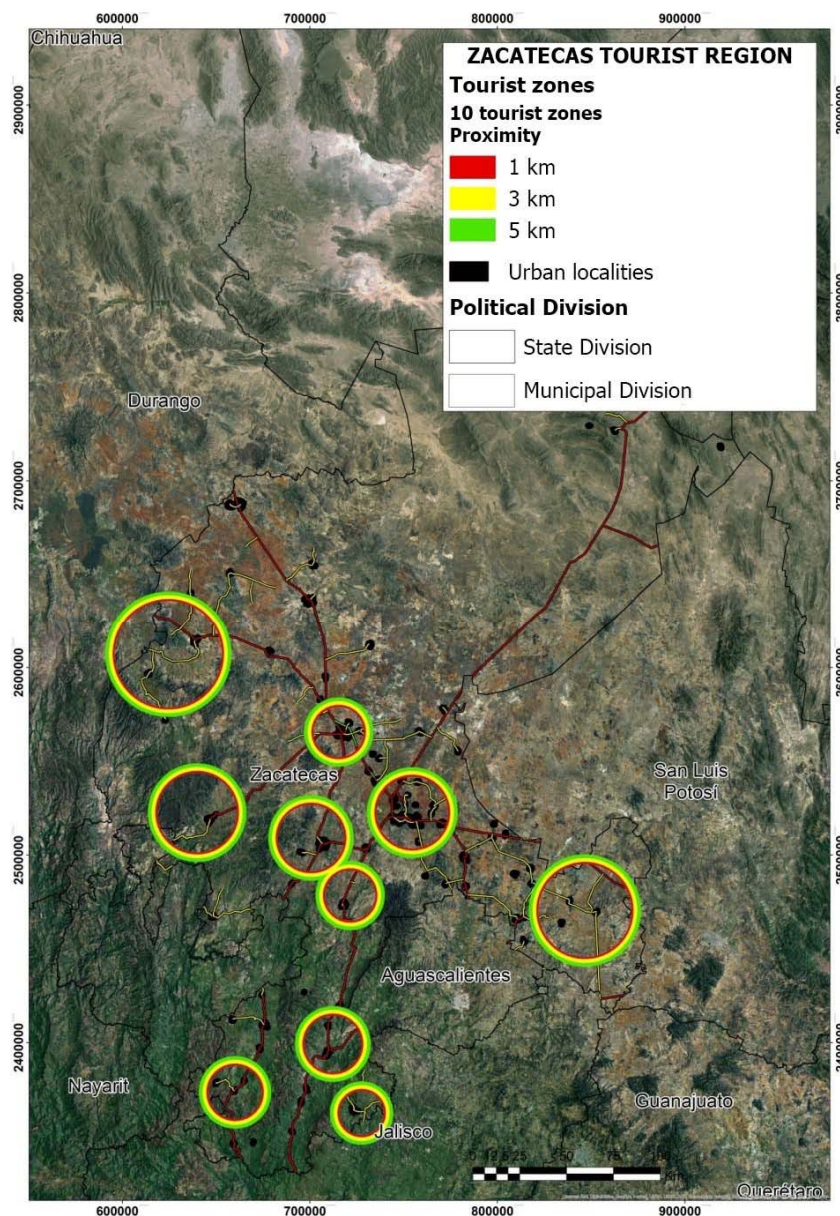 600000 700000 800000 900000
Chihuahua
ZACATECAS TOURIST REGION
Tourist zones
10 tourist zones
Proximity
1 km
3 km
5 km
Urban localities
Political Division
State Division
Municipal Division
2900000
2800000
Durango
2700000
2600000
Zacatecas
San Luis
Potosí
2500000 2500000
Aguascalientes
2400000 2400000
Nayarit
Guanajuato
Jalisco
Querétaro
600000 700000 800000 900000